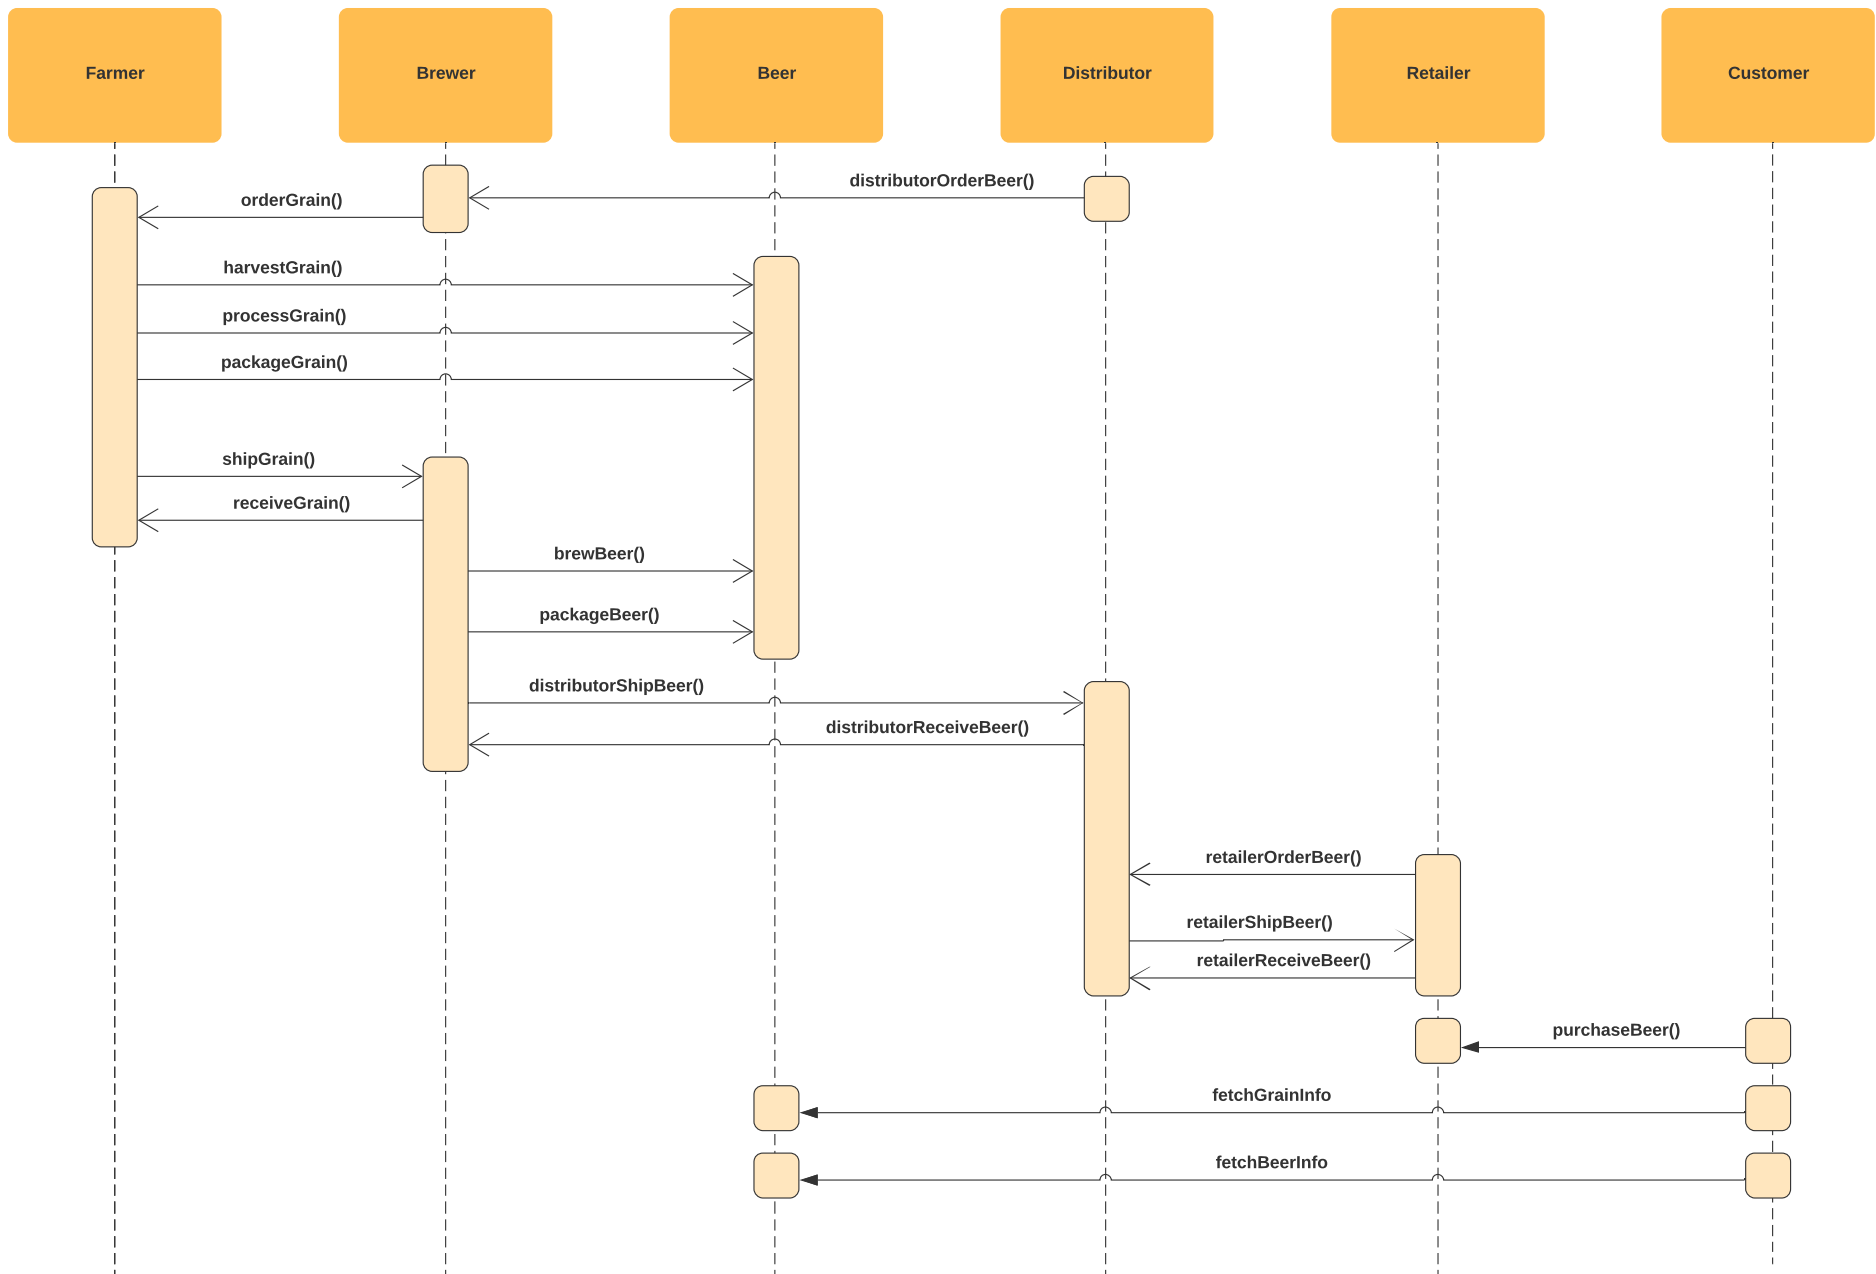 Farmer
Brewer
Beer
Distributor
Retailer
Customer
distributorOrderBeer()
orderGrain()
harvestGrain()
processGrain()
packageGrain()
shipGrain()
receiveGrain()
brewBeer()
packageBeer()
distributorShipBeer()
distributorReceiveBeer()
retailerOrderBeer()
retailerShipBeer()
retailerReceiveBeer()
purchaseBeer()
fetchGrainInfo
fetchBeerInfo